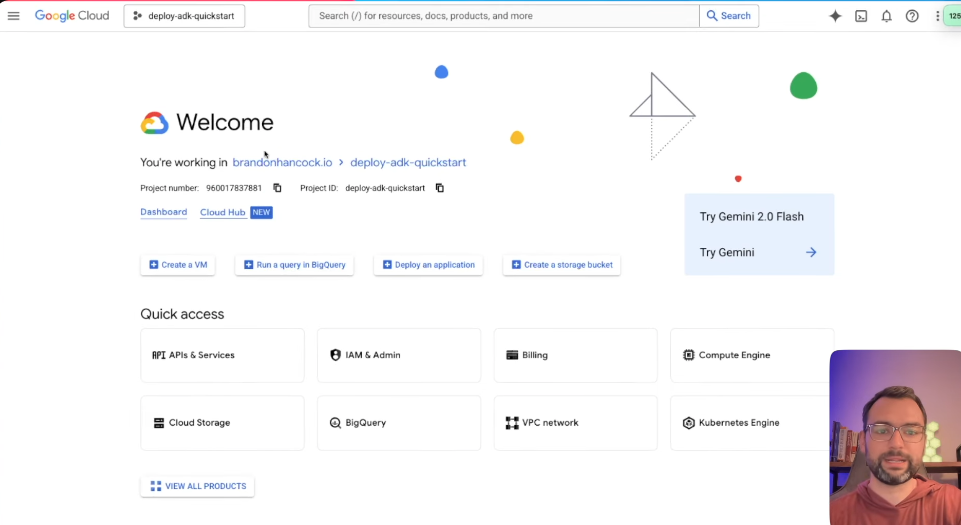 Google Cloud deploy-adk-quickstart Search (/) for resources, docs, products, and more Search 125
Welcome
You're working in brandonhancock.io > deploy-adk-quickstart
Project number: 960017837881 Project ID: deploy-adk-quickstart
Dashboard Cloud Hub NEW
Try Gemini 2.0 Flash
Try Gemini
Create a VM Run a query in BigQuery Deploy an application Create a storage bucket
Quick access
API APIs & Services IAM & Admin Billing Compute Engine
Cloud Storage BigQuery VPC network Kubernetes Engine
VIEW ALL PRODUCTS